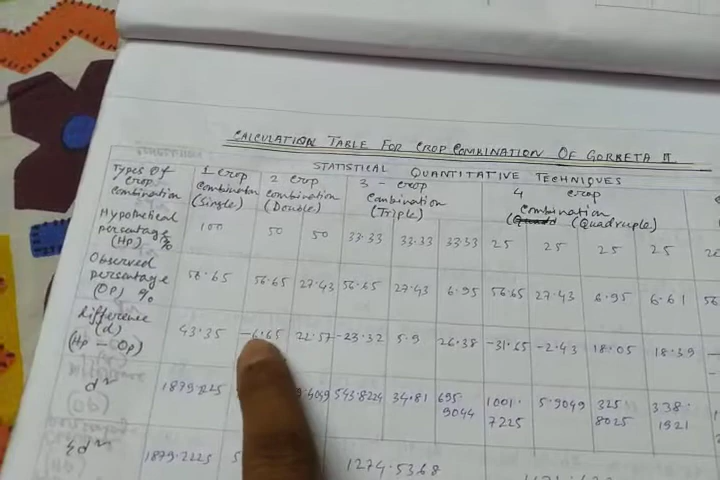 CALCULATION TABLE FOR CROP COMBINATION OF GORBETA II
STATISTICAL QUANTITATIVE TECHNIQUES
Types of crop combination
1 crop combination (Single)
2 crop combination (Double)
3 - crop combination (Triple)
4 crop combination (Quadruple)
Hypothetical percentage (HP) %
100 50 50 33.33 33.33 33.33 25 25 25 25
Observed percentage (OP) %
56.65 56.65 27.43 56.65 27.43 6.95 56.65 27.43 6.95 6.61 56
difference (d) (Hp - Op)
43.35 -6.65 22.57 -23.32 5.9 26.38 -31.65 -2.43 18.05 18.39
d²
1879.225 543.8224 34.81 695.9044 1001.7225 5.9049 325.8025 338.1921
Σd²
1879.2225 5 1274.5368